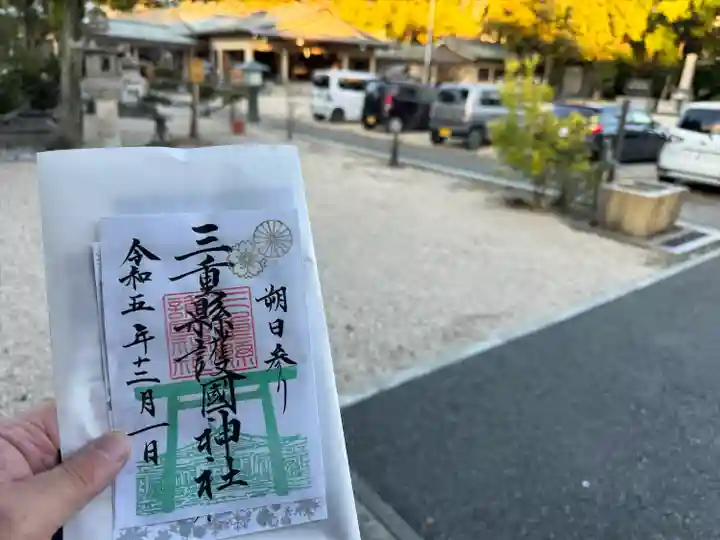 朔日参り
三重縣護國神社
令和五年十二月一日